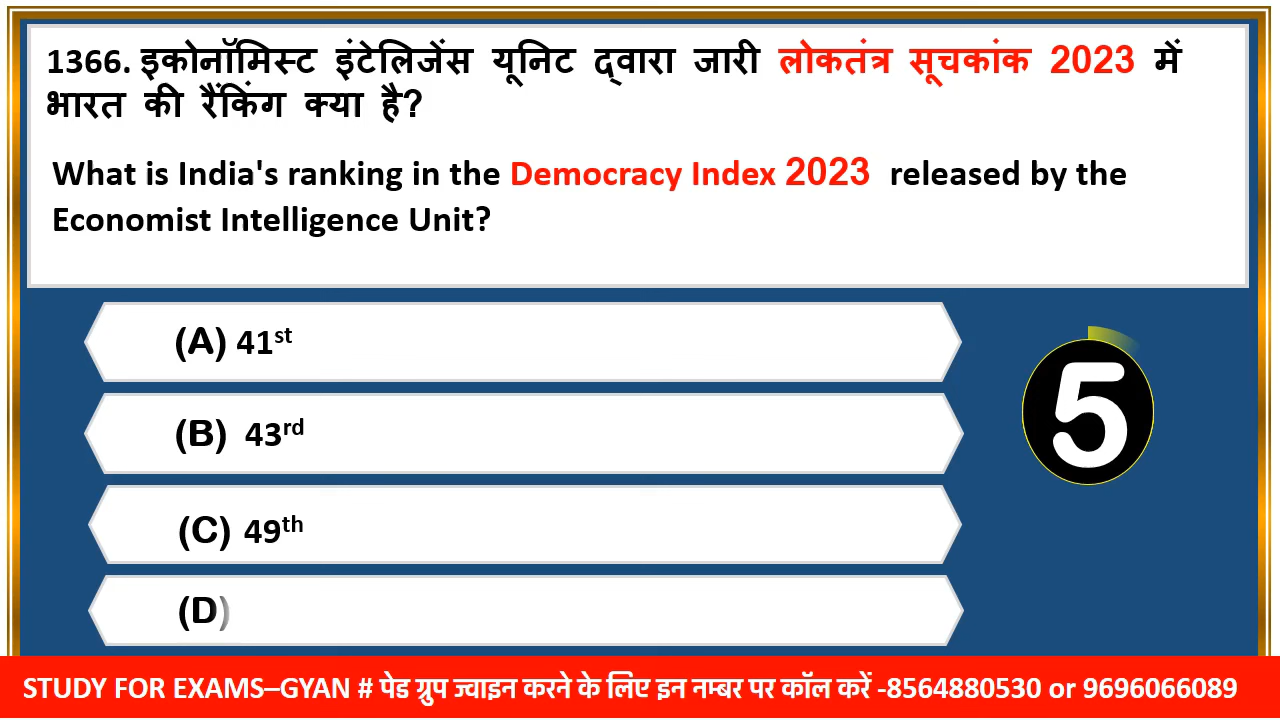 1366. इकोनॉमिस्ट इंटेलिजेंस यूनिट द्वारा जारी लोकतंत्र सूचकांक 2023 में
भारत की रैंकिंग क्या है?
What is India's ranking in the Democracy Index 2023 released by the
Economist Intelligence Unit?
(A) 41st
(B) 43rd
5
(C) 49th
(D)
STUDY FOR EXAMS–GYAN # पेड ग्रुप ज्वाइन करने के लिए इन नम्बर पर कॉल करें -8564880530 or 9696066089